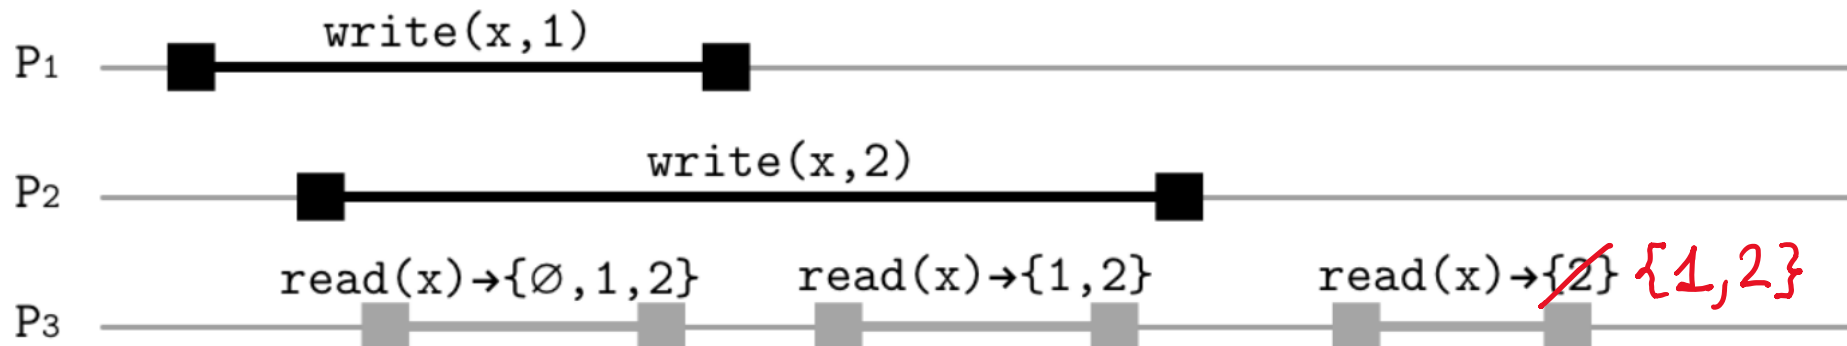 P1 write(x,1)
P2 write(x,2)
read(x)→{∅,1,2} read(x)→{1,2} read(x)→{2} {1,2}
P3